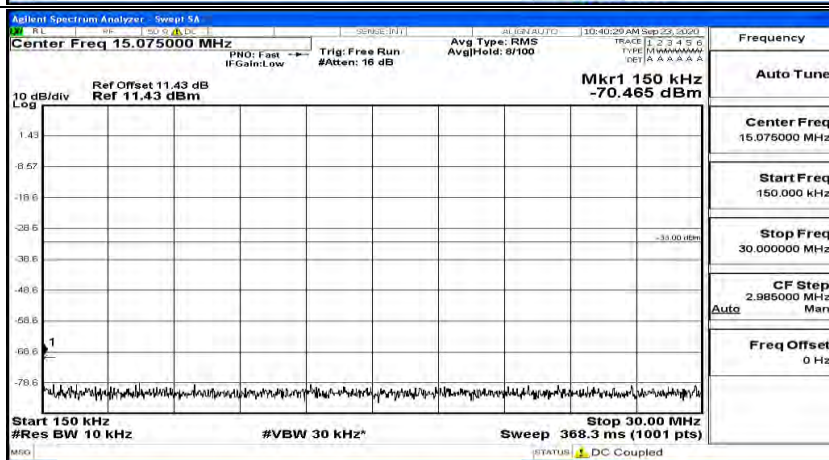 Agilent Spectrum Analyzer - Swept SA
RL RF 50 Ω DC SENSE:INT ALIGN AUTO 10:40:29 AM Sep 23, 2020
Center Freq 15.075000 MHz
PNO: Fast
IFGain:Low
Trig: Free Run
#Atten: 16 dB
Avg Type: RMS
Avg|Hold: 8/100
TRACE 1 2 3 4 5 6
TYPE MWWWWW
DET A A A A A A
Mkr1 150 kHz
-70.465 dBm
Ref Offset 11.43 dB
10 dB/div Ref 11.43 dBm
Log
1.43
-8.57
-18.6
-28.6
-33.00 dBm
-38.6
-48.6
-58.6
1
-68.6
-78.6
Start 150 kHz
Stop 30.00 MHz
#Res BW 10 kHz
#VBW 30 kHz*
Sweep 368.3 ms (1001 pts)
MSG
STATUS DC Coupled
Frequency
Auto Tune
Center Freq
15.075000 MHz
Start Freq
150.000 kHz
Stop Freq
30.000000 MHz
CF Step
2.985000 MHz
Auto Man
Freq Offset
0 Hz